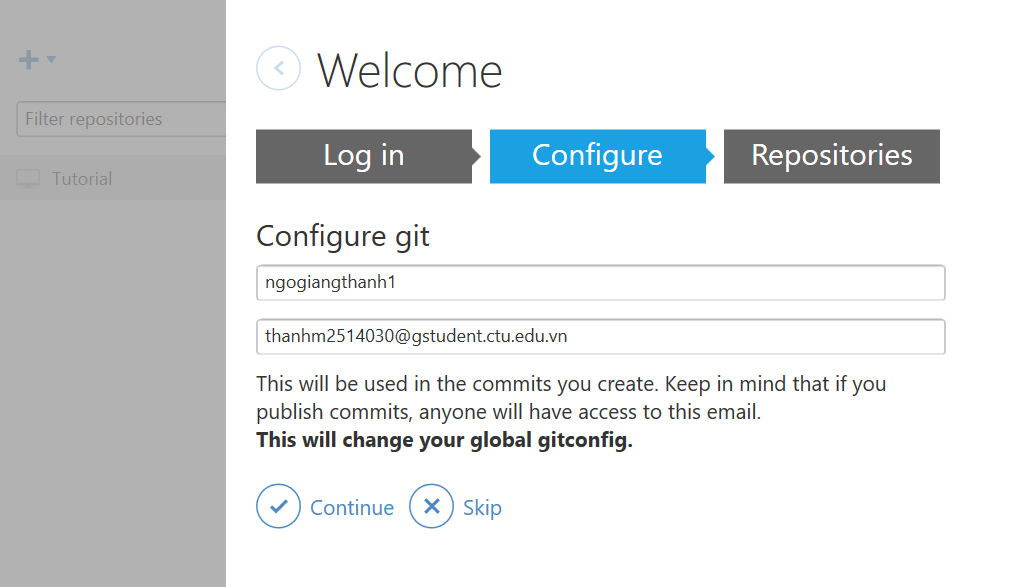 Filter repositories
Tutorial
Welcome
Log in
Configure
Repositories
Configure git
ngogiangthanh1
thanhm2514030@gstudent.ctu.edu.vn
This will be used in the commits you create. Keep in mind that if you
publish commits, anyone will have access to this email.
This will change your global gitconfig.
Continue
Skip